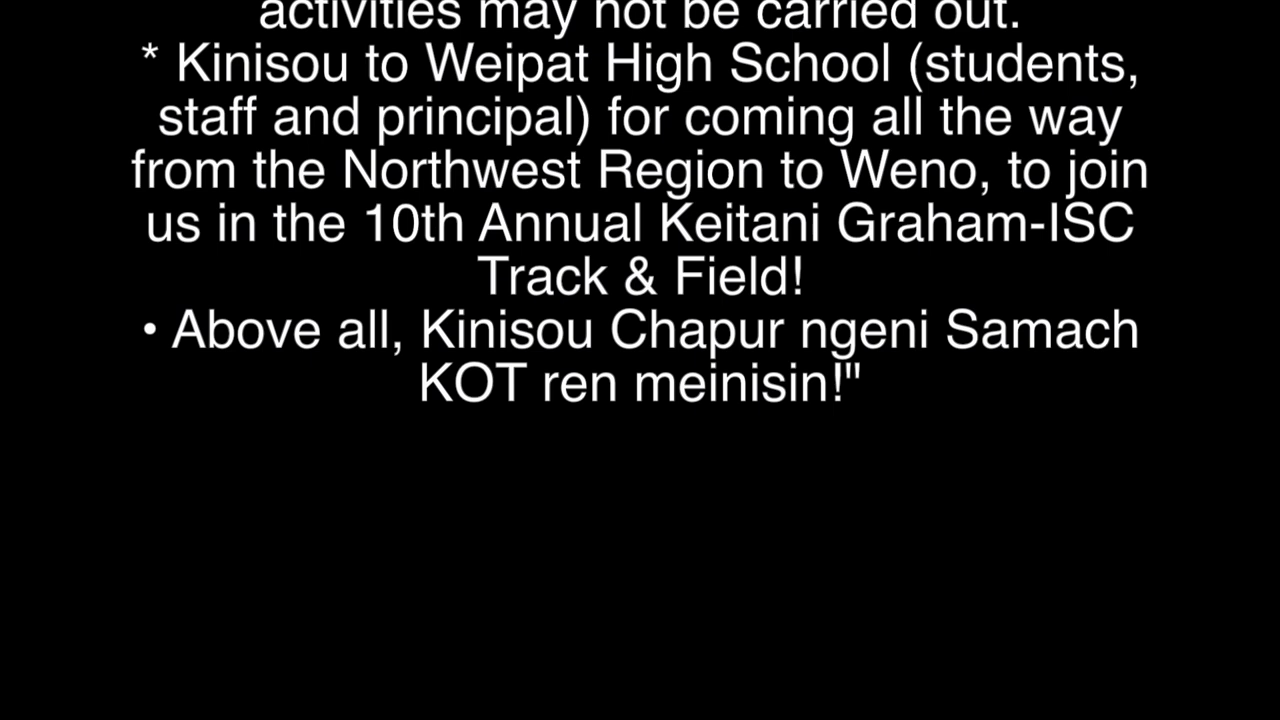 activities may not be carried out.
* Kinisou to Weipat High School (students,
staff and principal) for coming all the way
from the Northwest Region to Weno, to join
us in the 10th Annual Keitani Graham-ISC
Track & Field!
• Above all, Kinisou Chapur ngeni Samach
KOT ren meinisin!"